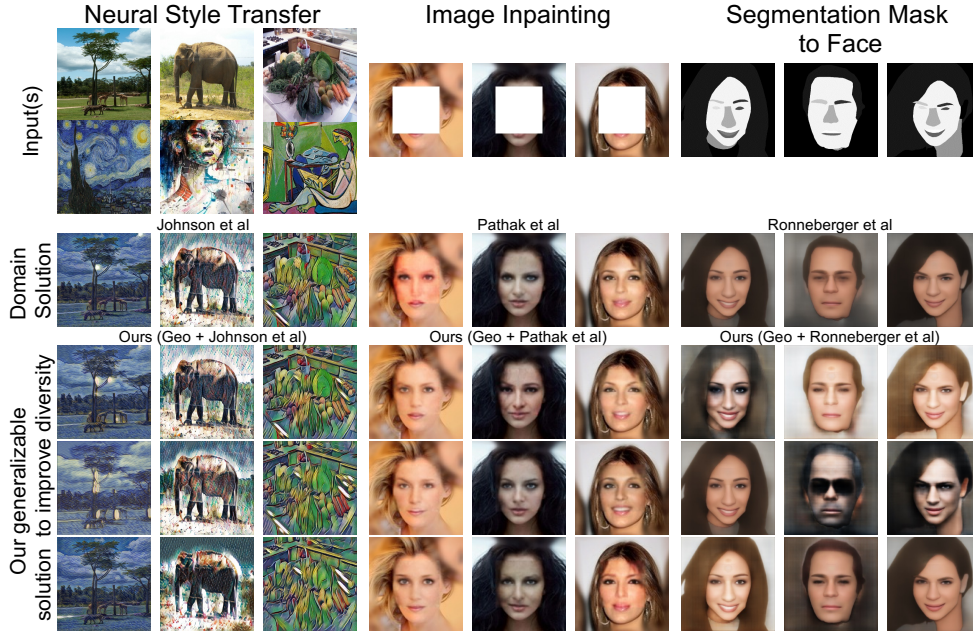 Neural Style Transfer
Image Inpainting
Segmentation Mask
to Face
Input(s)
Johnson et al
Pathak et al
Ronneberger et al
Domain
Solution
Ours (Geo + Johnson et al)
Ours (Geo + Pathak et al)
Ours (Geo + Ronneberger et al)
Our generalizable
solution to improve diversity